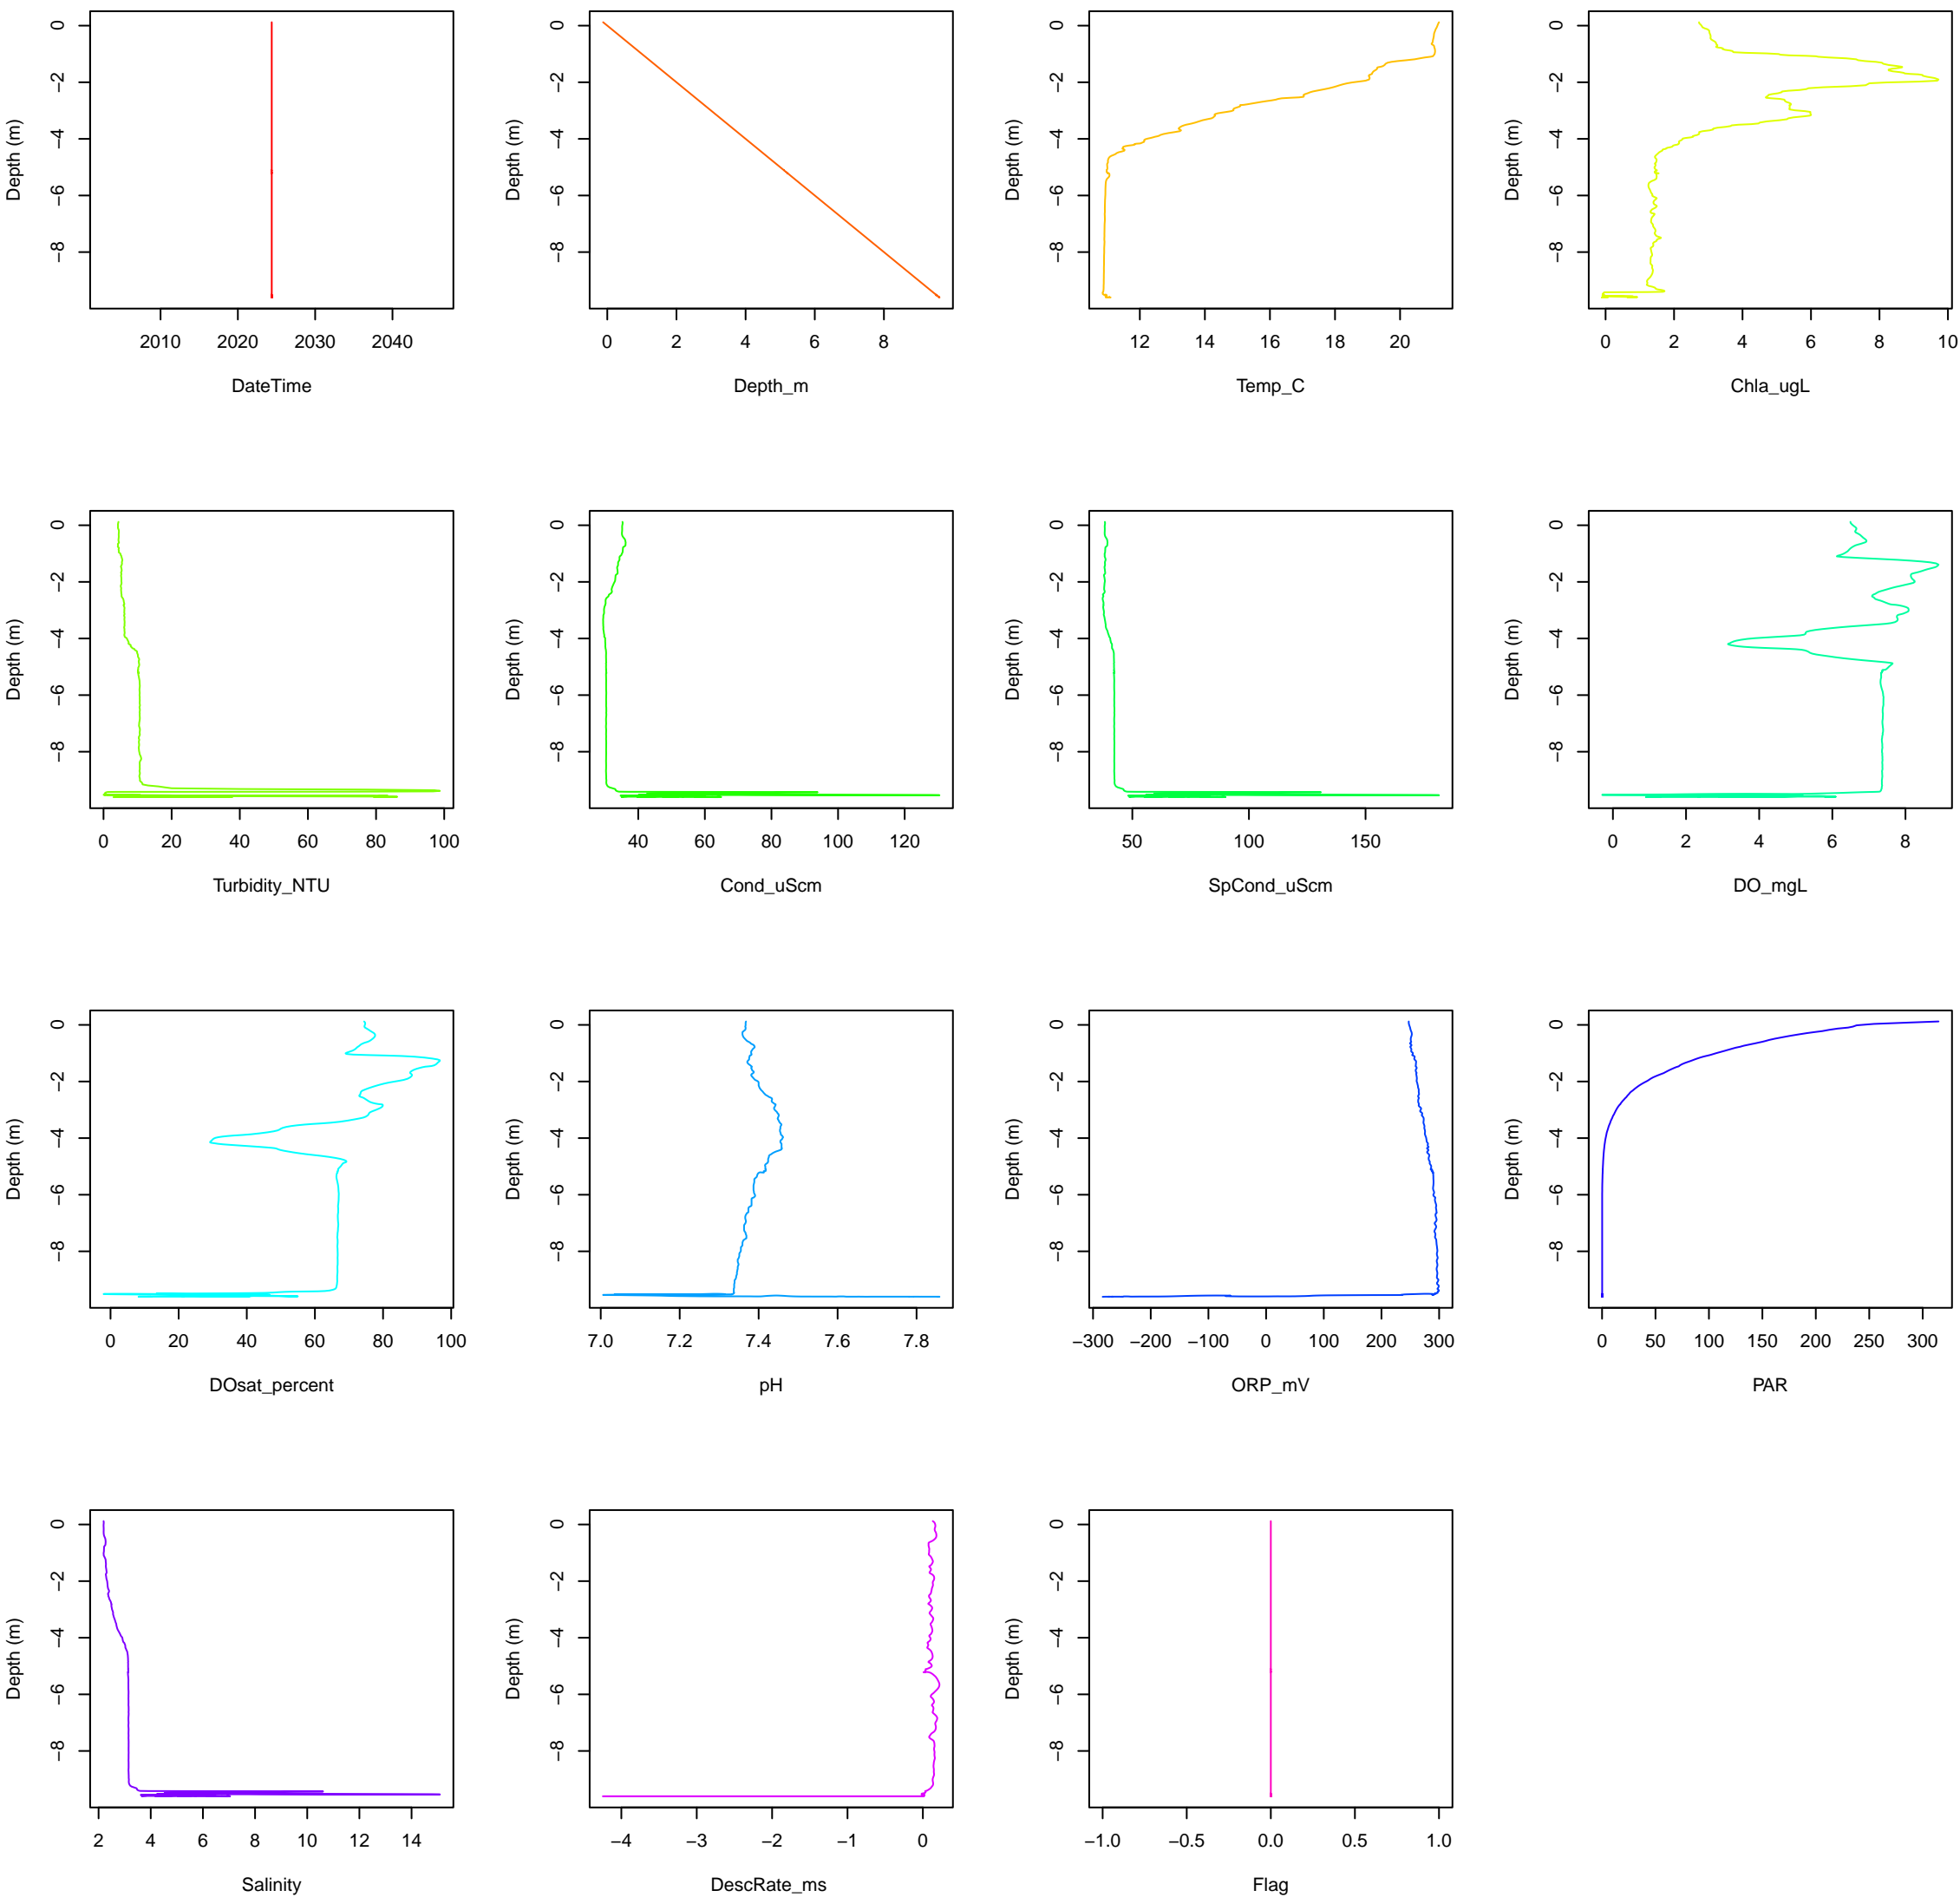 Depth (m)
0 −2 −4 −6 −8
2010 2020 2030 2040
DateTime
Depth (m)
0 −2 −4 −6 −8
0 2 4 6 8
Depth_m
Depth (m)
0 −2 −4 −6 −8
12 14 16 18 20
Temp_C
Depth (m)
0 −2 −4 −6 −8
0 2 4 6 8 10
Chla_ugL
Depth (m)
0 −2 −4 −6 −8
0 20 40 60 80 100
Turbidity_NTU
Depth (m)
0 −2 −4 −6 −8
40 60 80 100 120
Cond_uScm
Depth (m)
0 −2 −4 −6 −8
50 100 150
SpCond_uScm
Depth (m)
0 −2 −4 −6 −8
0 2 4 6 8
DO_mgL
Depth (m)
0 −2 −4 −6 −8
0 20 40 60 80 100
DOsat_percent
Depth (m)
0 −2 −4 −6 −8
7.0 7.2 7.4 7.6 7.8
pH
Depth (m)
0 −2 −4 −6 −8
−300 −200 −100 0 100 200 300
ORP_mV
Depth (m)
0 −2 −4 −6 −8
0 50 100 150 200 250 300
PAR
Depth (m)
0 −2 −4 −6 −8
2 4 6 8 10 12 14
Salinity
Depth (m)
0 −2 −4 −6 −8
−4 −3 −2 −1 0
DescRate_ms
Depth (m)
0 −2 −4 −6 −8
−1.0 −0.5 0.0 0.5 1.0
Flag